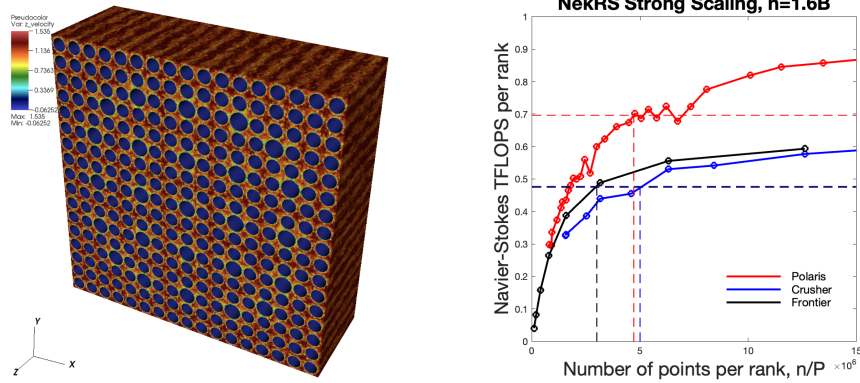 Pseudocolor
Var: z_velocity
1.535
1.136
0.7363
0.3369
-0.06252
Max: 1.535
Min: -0.06252
Y
X
Z
NekRS Strong Scaling, n=1.6B
Navier-Stokes TFLOPS per rank
1
0.9
0.8
0.7
0.6
0.5
0.4
0.3
0.2
0.1
0
Polaris
Crusher
Frontier
0 5 10 15
×10⁶
Number of points per rank, n/P